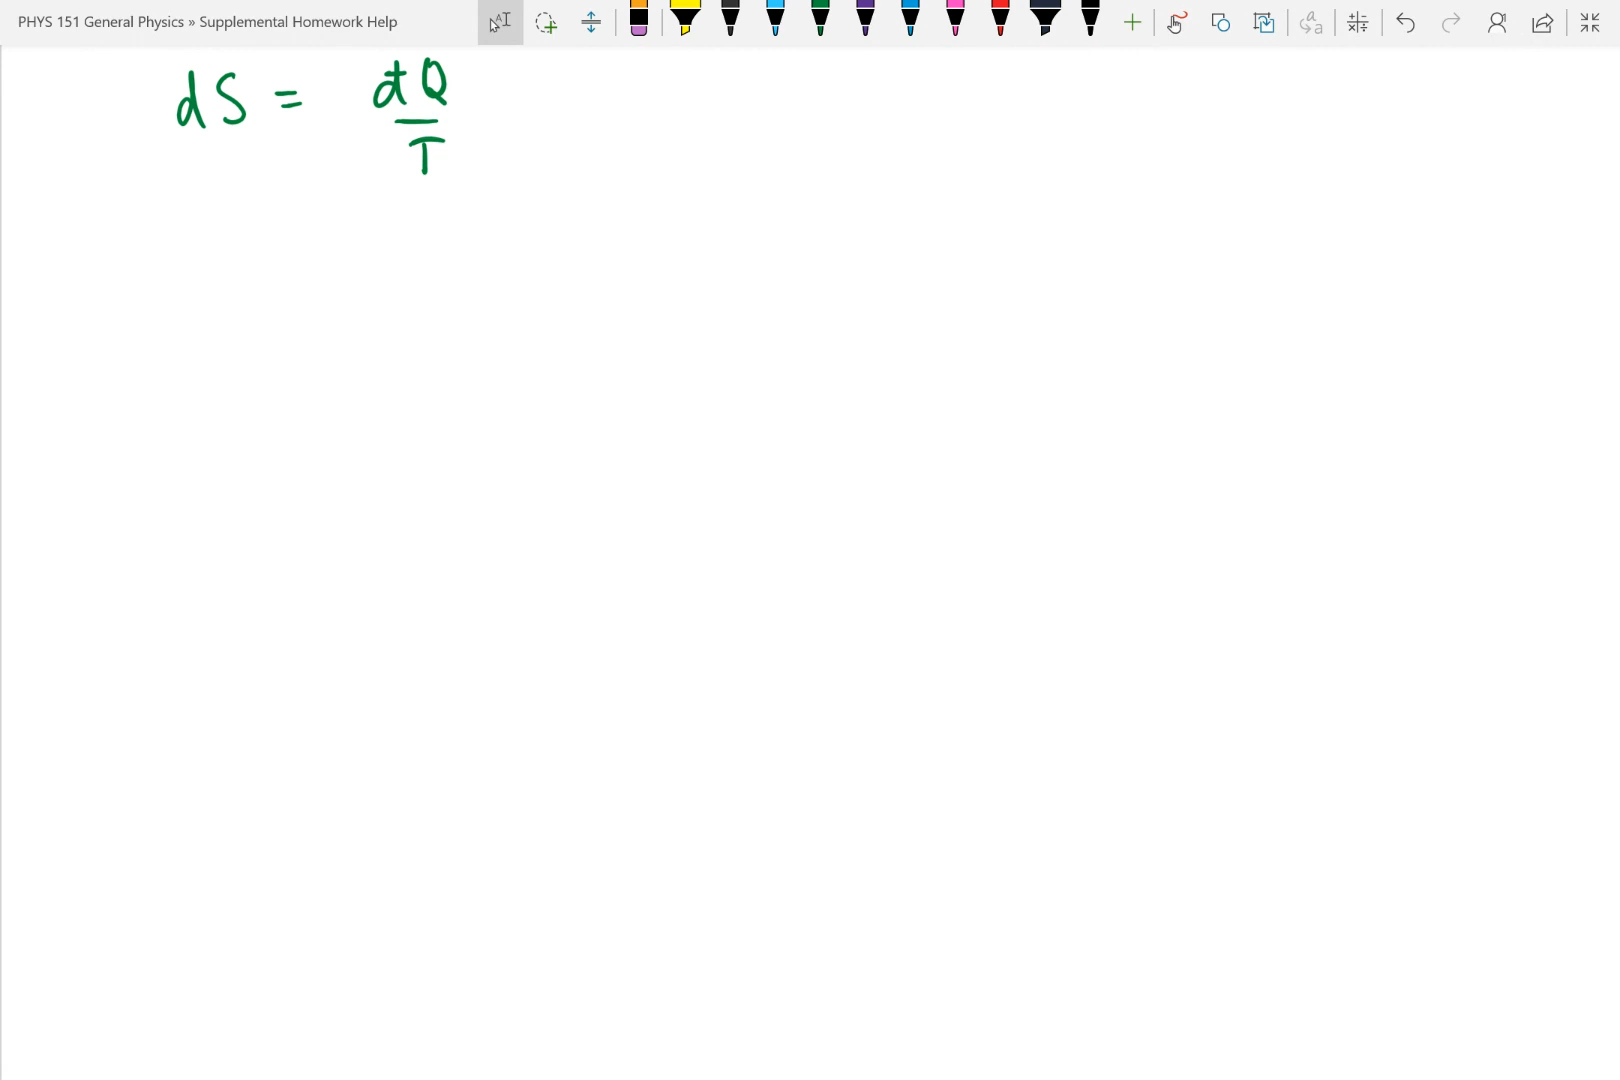 PHYS 151 General Physics » Supplemental Homework Help
dS = đQ/T